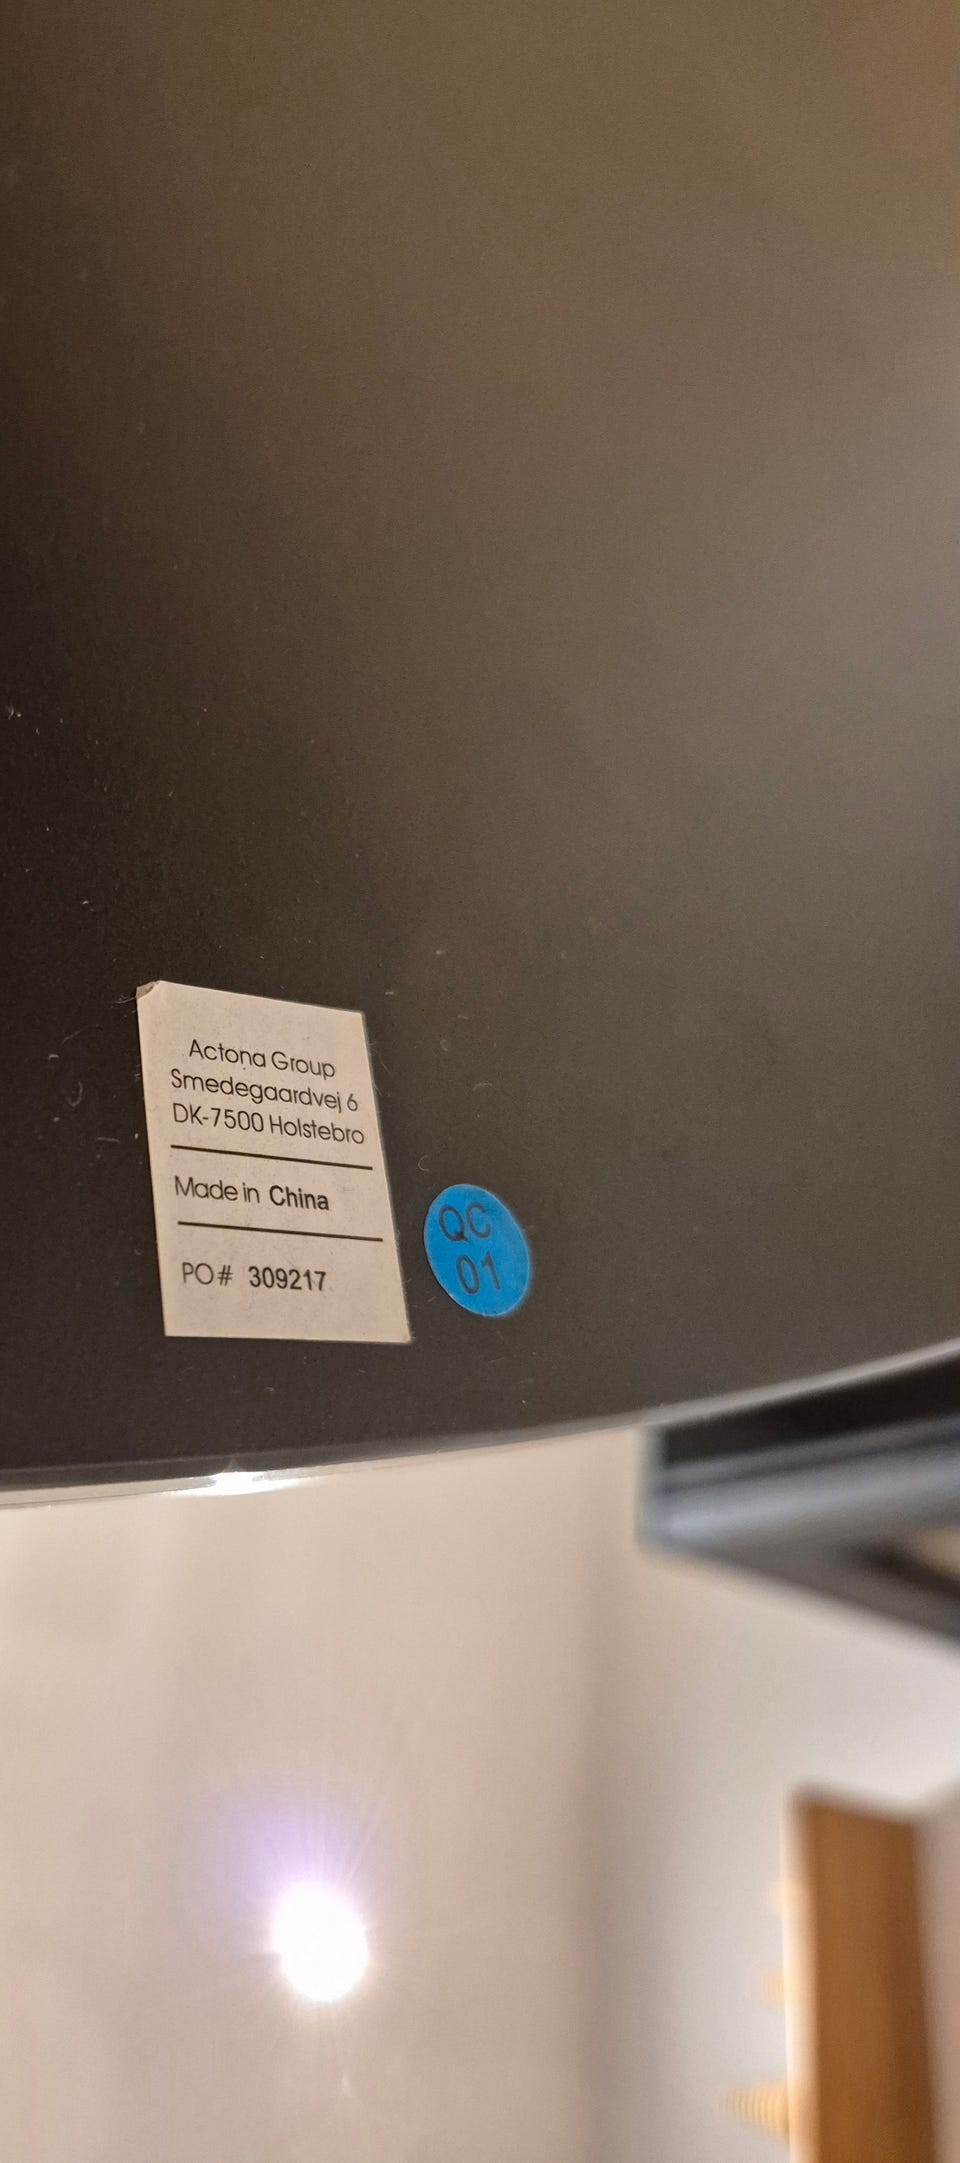 Actona Group
Smedegaardvej 6
DK-7500 Holstebro
Made in China
PO# 309217
QC
01